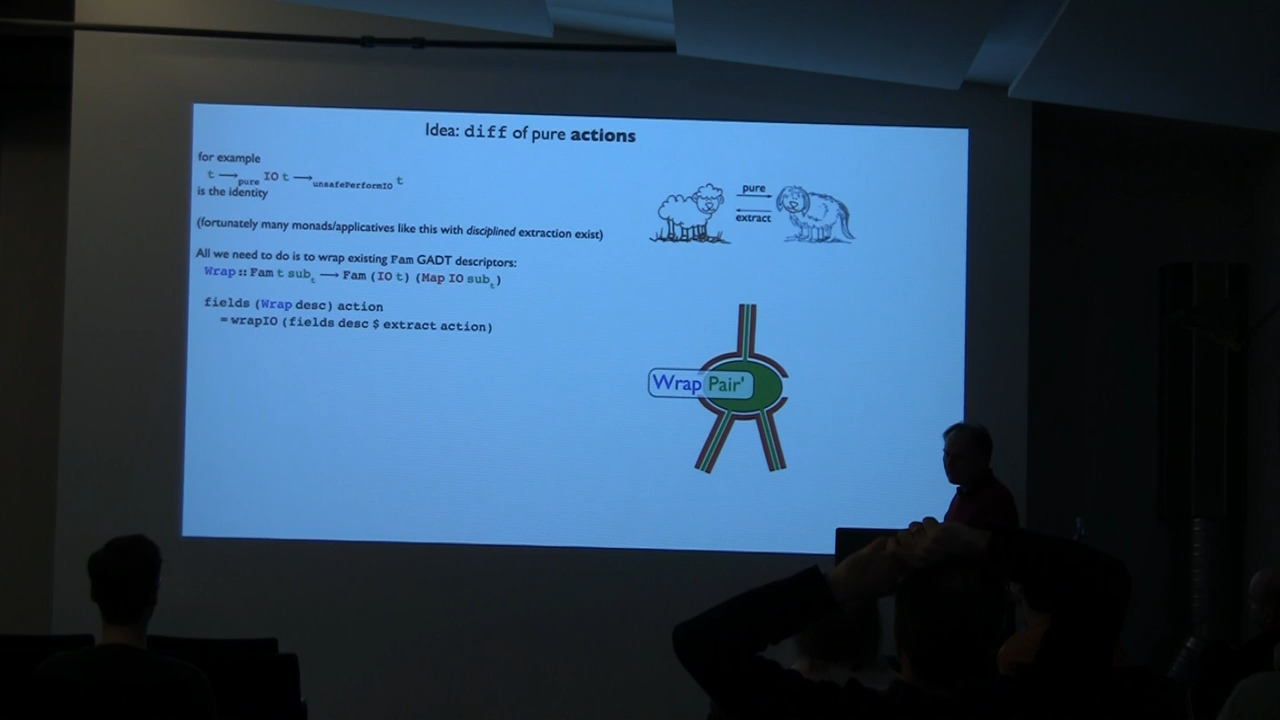 Idea: diff of pure actions
for example
t ⟶pure IO t ⟶unsafePerformIO t
is the identity
(fortunately many monads/applicatives like this with disciplined extraction exist)
All we need to do is to wrap existing Fam GADT descriptors:
Wrap :: Fam t subt ⟶ Fam (IO t) (Map IO subt)
fields (Wrap desc) action
= wrapIO (fields desc $ extract action)
pure
extract
Wrap Pair'